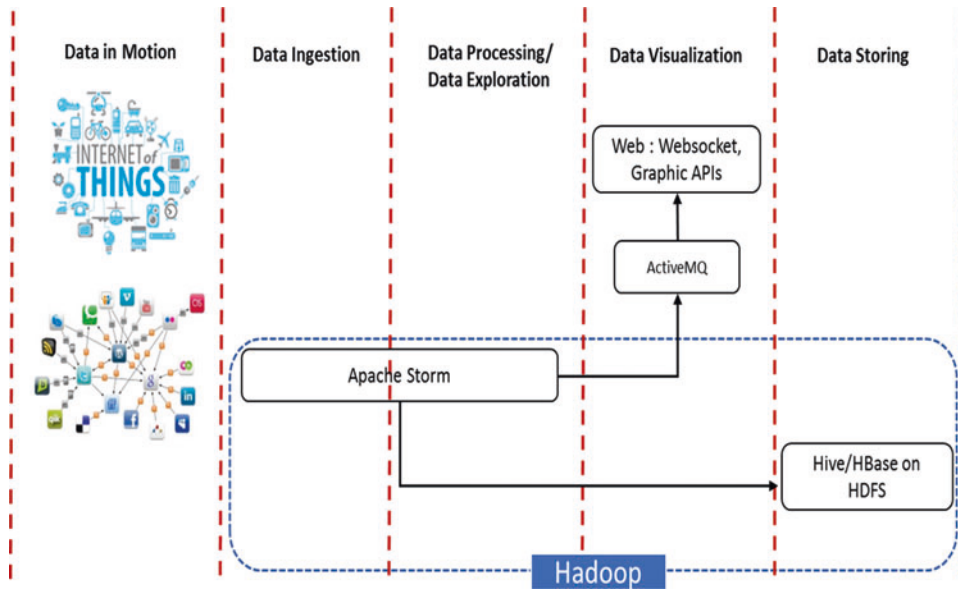 Data in Motion
Data Ingestion
Data Processing/
Data Exploration
Data Visualization
Data Storing
INTERNET of
THINGS
Web : Websocket,
Graphic APIs
ActiveMQ
Apache Storm
Hive/HBase on
HDFS
Hadoop